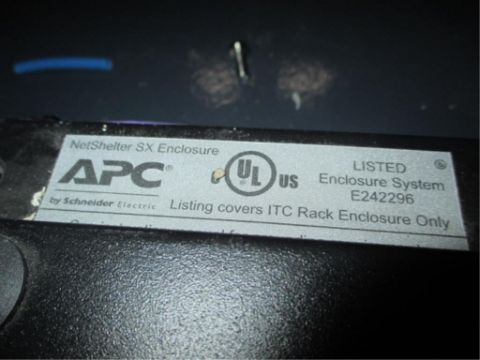 NetShelter SX Enclosure
APC®
by Schneider Electric
UL US
LISTED
Enclosure System
E242296
Listing covers ITC Rack Enclosure Only